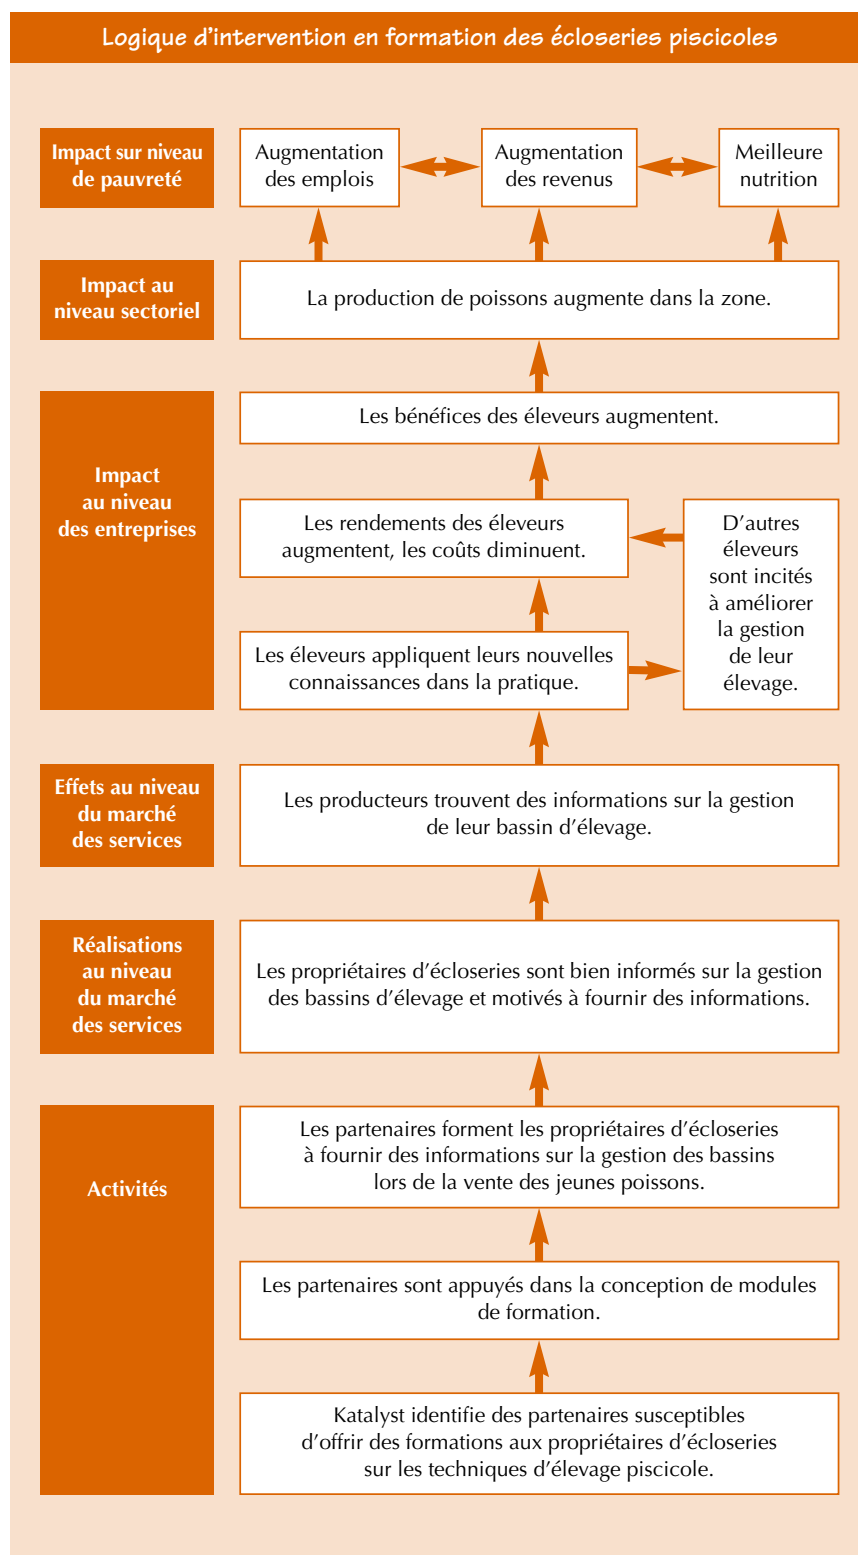 Logique d'intervention en formation des écloseries piscicoles
Impact sur niveau
de pauvreté
Augmentation
des emplois
Augmentation
des revenus
Meilleure
nutrition
Impact au
niveau sectoriel
La production de poissons augmente dans la zone.
Impact
au niveau
des entreprises
Les bénéfices des éleveurs augmentent.
Les rendements des éleveurs
augmentent, les coûts diminuent.
D'autres
éleveurs
sont incités
à améliorer
la gestion
de leur
élevage.
Les éleveurs appliquent leurs nouvelles
connaissances dans la pratique.
Effets au niveau
du marché
des services
Les producteurs trouvent des informations sur la gestion
de leur bassin d'élevage.
Réalisations
au niveau
du marché
des services
Les propriétaires d'écloseries sont bien informés sur la gestion
des bassins d'élevage et motivés à fournir des informations.
Activités
Les partenaires forment les propriétaires d'écloseries
à fournir des informations sur la gestion des bassins
lors de la vente des jeunes poissons.
Les partenaires sont appuyés dans la conception de modules
de formation.
Katalyst identifie des partenaires susceptibles
d'offrir des formations aux propriétaires d'écloseries
sur les techniques d'élevage piscicole.